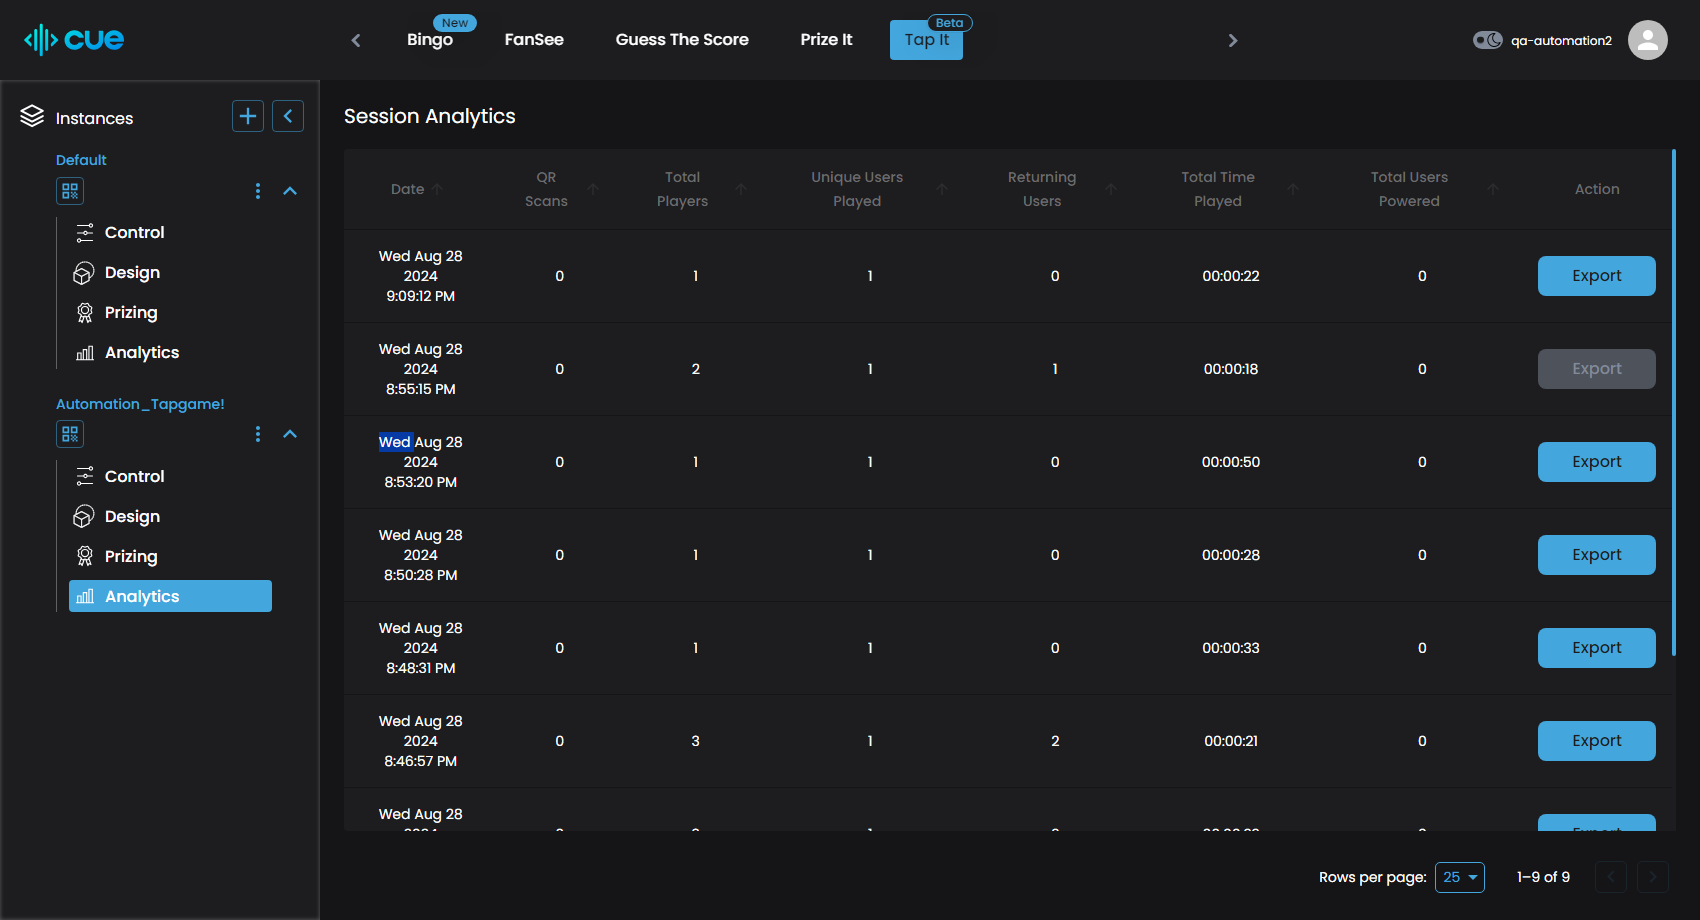 cue
New
Bingo
FanSee
Guess The Score
Prize It
Beta
Tap It
qa-automation2
Instances
Default
Control
Design
Prizing
Analytics
Automation_Tapgame!
Control
Design
Prizing
Analytics
Session Analytics
Date QR Scans Total Players Unique Users Played Returning Users Total Time Played Total Users Powered Action
Wed Aug 28
2024
9:09:12 PM
0 1 1 0 00:00:22 0 Export
Wed Aug 28
2024
8:55:15 PM
0 2 1 1 00:00:18 0 Export
Wed Aug 28
2024
8:53:20 PM
0 1 1 0 00:00:50 0 Export
Wed Aug 28
2024
8:50:28 PM
0 1 1 0 00:00:28 0 Export
Wed Aug 28
2024
8:48:31 PM
0 1 1 0 00:00:33 0 Export
Wed Aug 28
2024
8:46:57 PM
0 3 1 2 00:00:21 0 Export
Wed Aug 28
Rows per page: 25 1–9 of 9